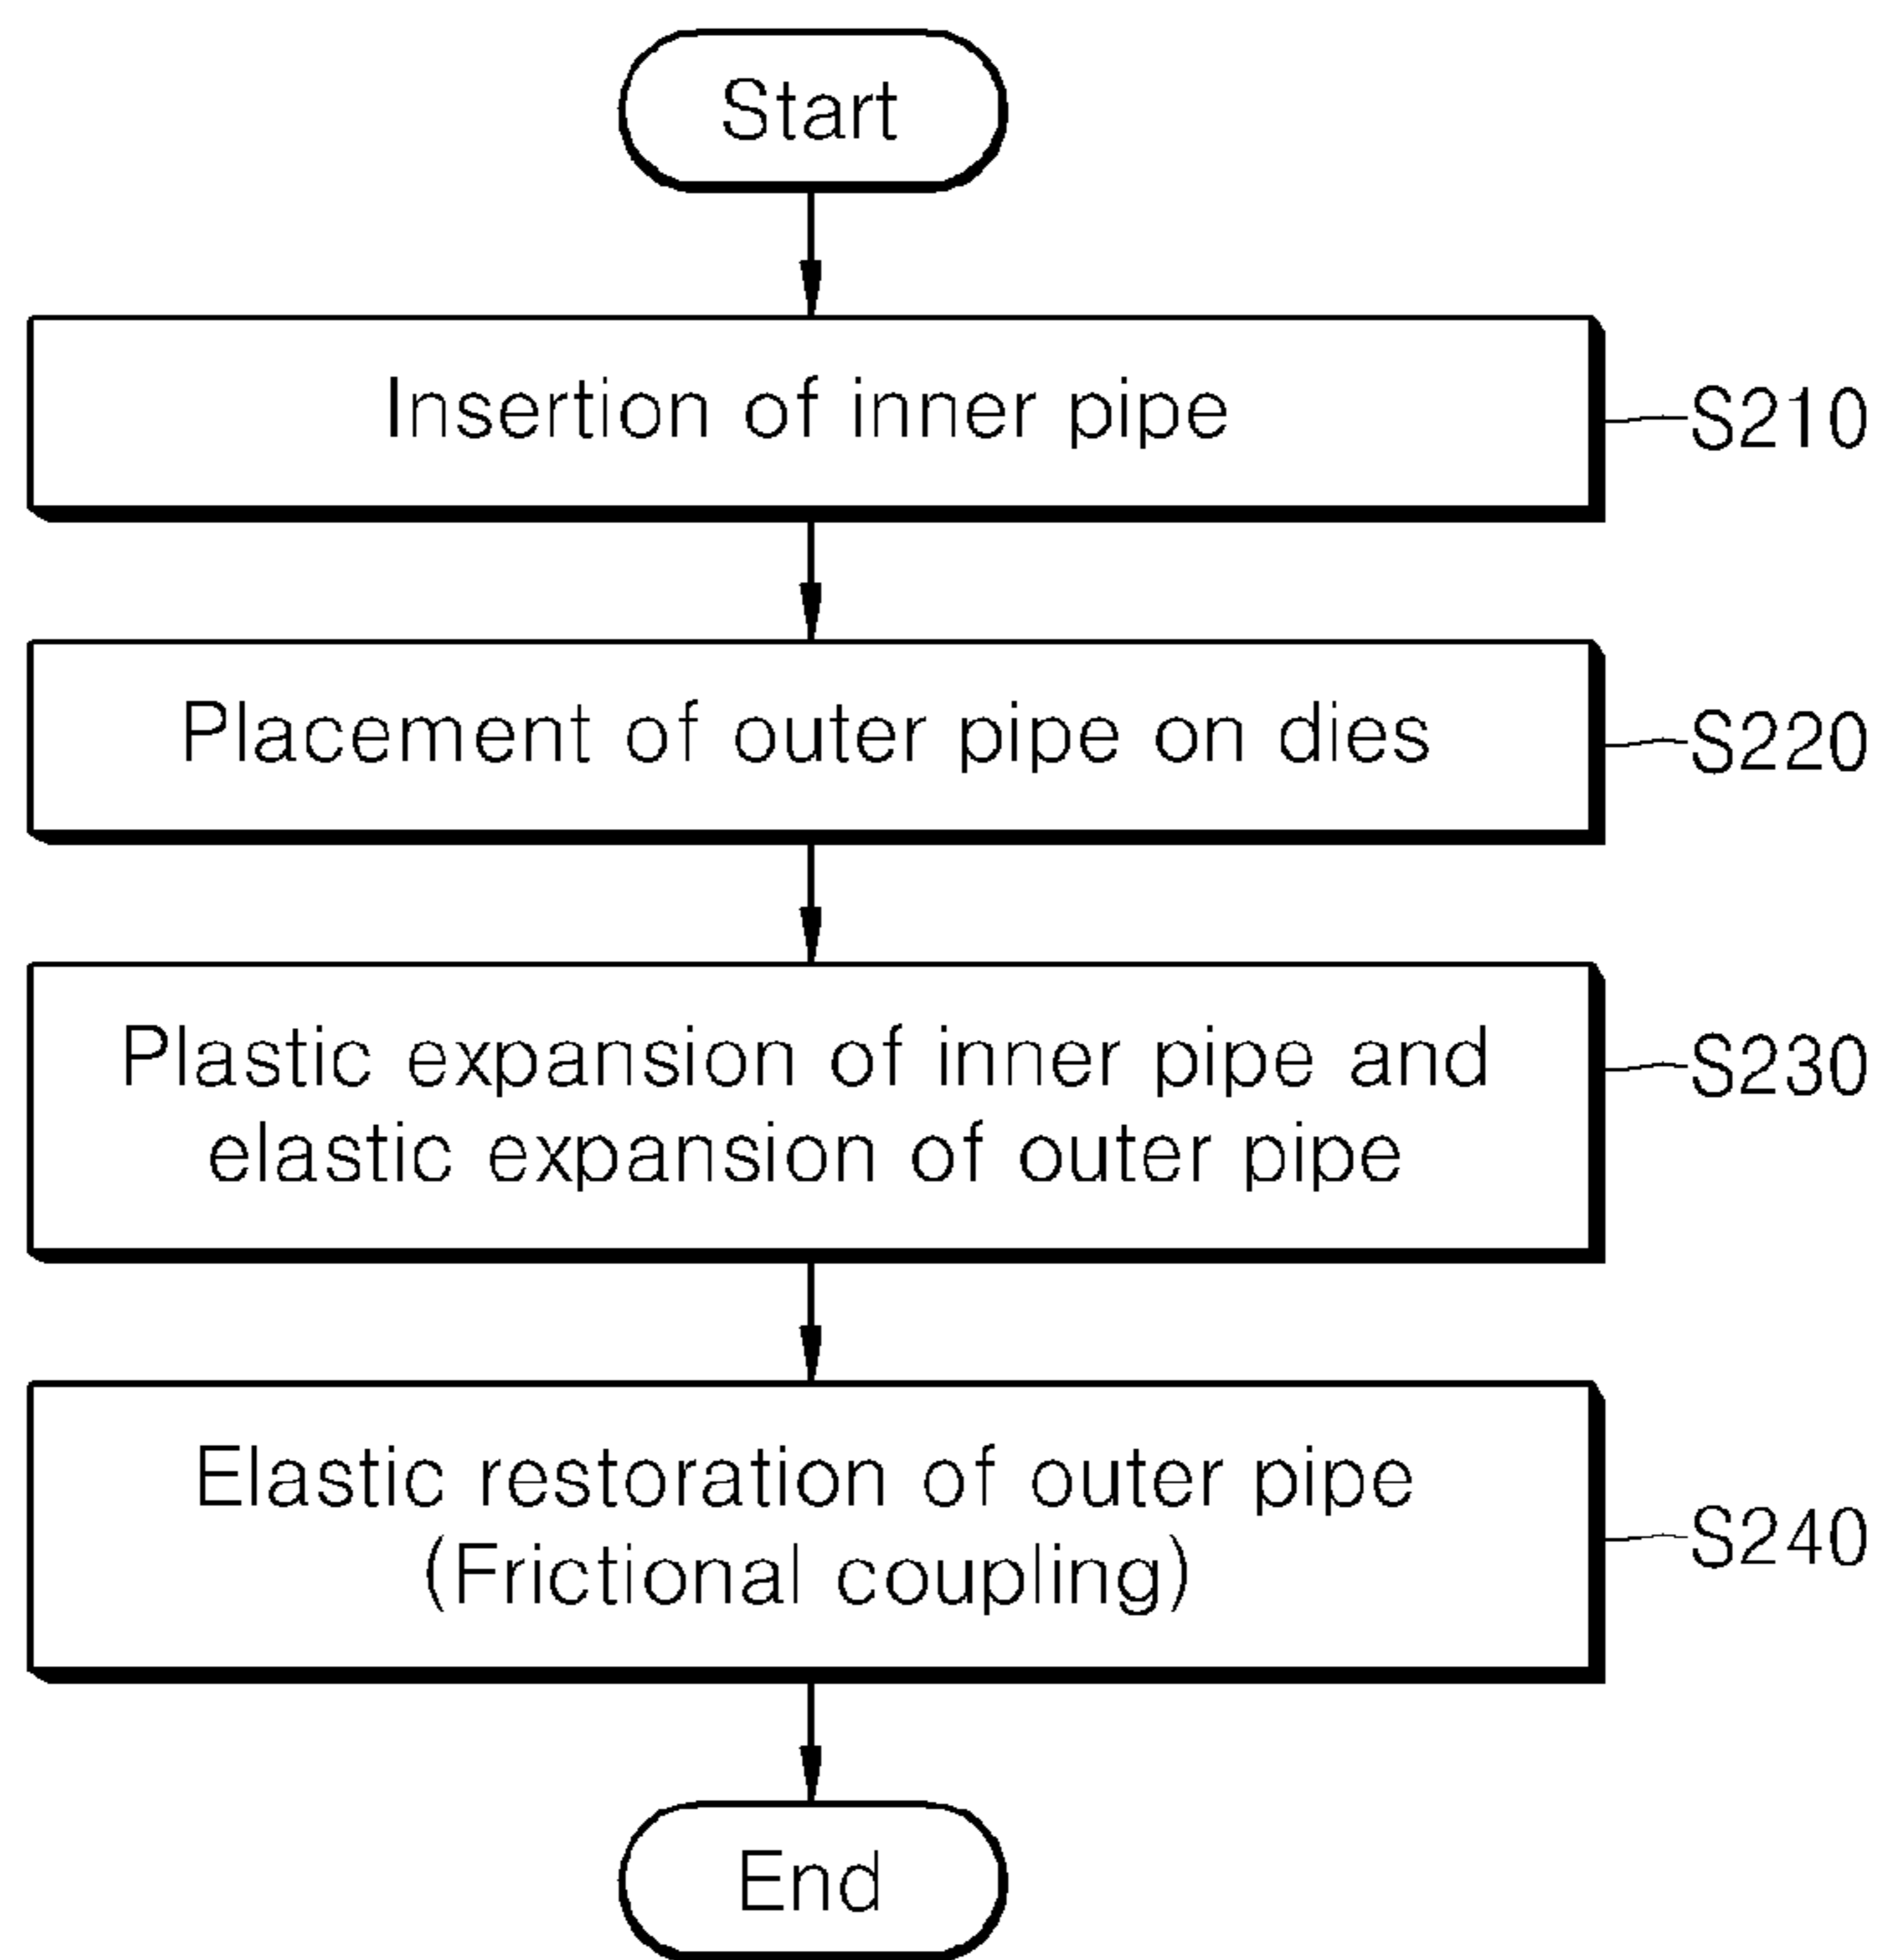 Start
Insertion of inner pipe
S210
Placement of outer pipe on dies
S220
Plastic expansion of inner pipe and
elastic expansion of outer pipe
S230
Elastic restoration of outer pipe
(Frictional coupling)
S240
End